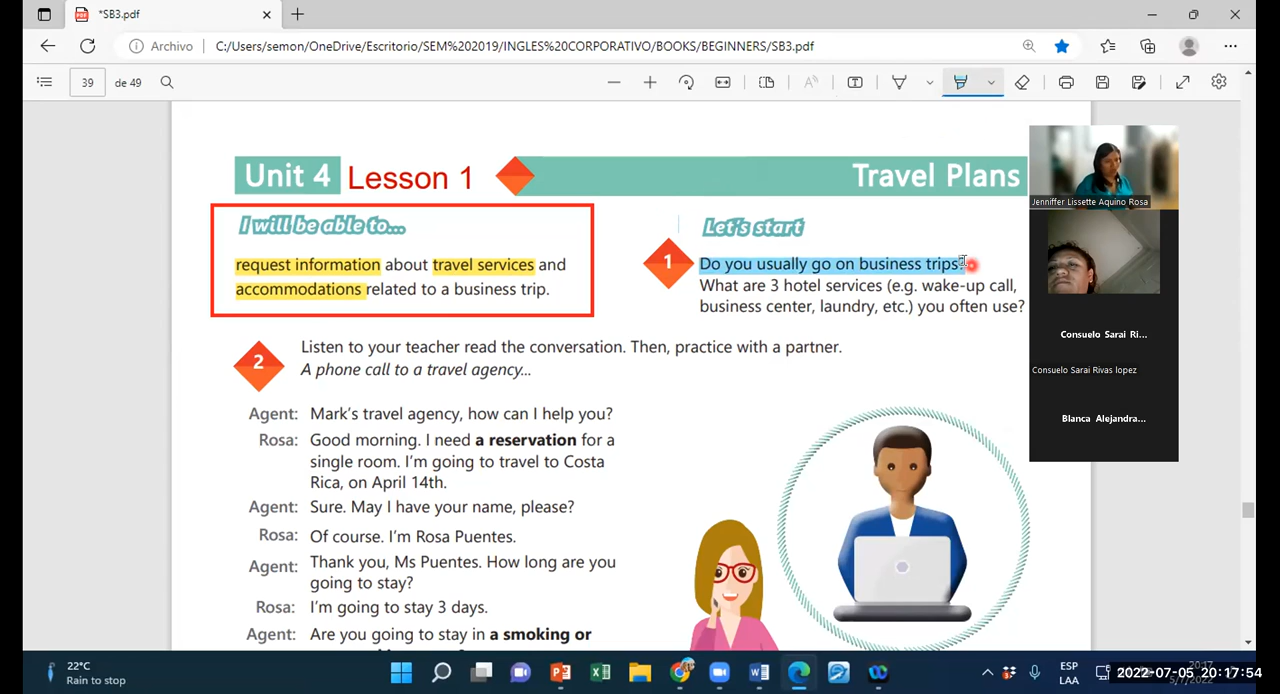 *SB3.pdf
Archivo
C:/Users/semon/OneDrive/Escritorio/SEM%202019/INGLES%20CORPORATIVO/BOOKS/BEGINNERS/SB3.pdf
39
de 49
Unit 4
Lesson 1
Travel Plans
I will be able to...
request information about travel services and
accommodations related to a business trip.
Let's start
1
Do you usually go on business trips?
What are 3 hotel services (e.g. wake-up call,
business center, laundry, etc.) you often use?
2
Listen to your teacher read the conversation. Then, practice with a partner.
A phone call to a travel agency...
Agent: Mark's travel agency, how can I help you?
Rosa: Good morning. I need a reservation for a
single room. I'm going to travel to Costa
Rica, on April 14th.
Agent: Sure. May I have your name, please?
Rosa: Of course. I'm Rosa Puentes.
Agent: Thank you, Ms Puentes. How long are you
going to stay?
Rosa: I'm going to stay 3 days.
Agent: Are you going to stay in a smoking or
Jenniffer Lissette Aquino Rosa
Consuelo Sarai Ri...
Consuelo Sarai Rivas lopez
Blanca Alejandra...
22°C
Rain to stop
ESP
LAA
2022-07-05 20:17:54